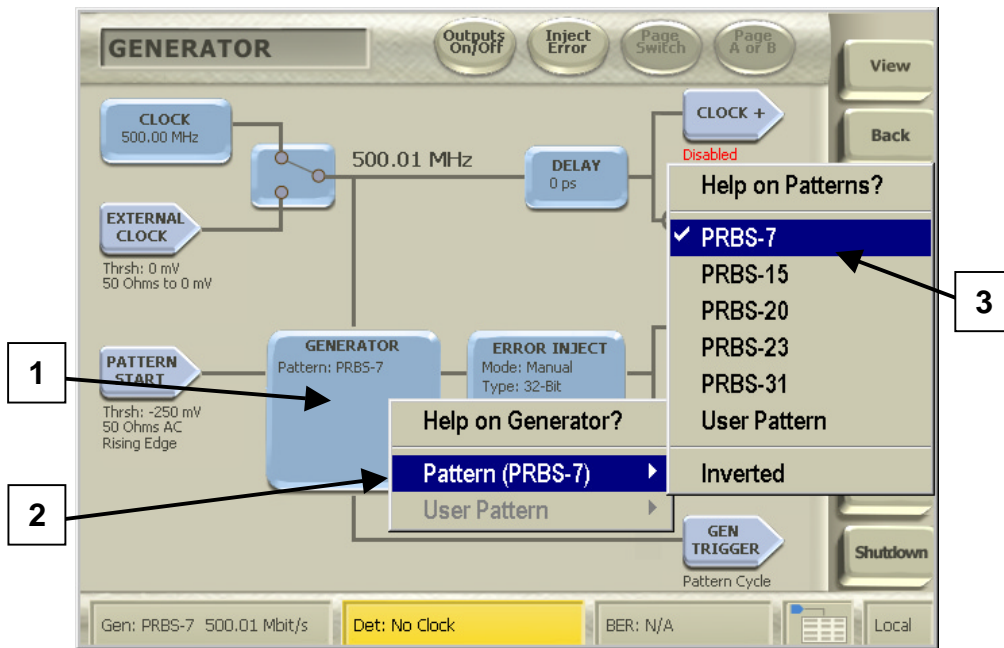 GENERATOR
Outputs
On/Off
Inject
Error
Page
Switch
Page
A or B
View
Back
CLOCK
500.00 MHz
500.01 MHz
DELAY
0 ps
CLOCK +
Disabled
EXTERNAL
CLOCK
Thrsh: 0 mV
50 Ohms to 0 mV
Help on Patterns?
PRBS-7
PRBS-15
PRBS-20
PRBS-23
PRBS-31
User Pattern
Inverted
3
1
PATTERN
START
Thrsh: -250 mV
50 Ohms AC
Rising Edge
GENERATOR
Pattern: PRBS-7
ERROR INJECT
Mode: Manual
Type: 32-Bit
Help on Generator?
Pattern (PRBS-7)
User Pattern
2
GEN
TRIGGER
Pattern Cycle
Shutdown
Gen: PRBS-7 500.01 Mbit/s
Det: No Clock
BER: N/A
Local